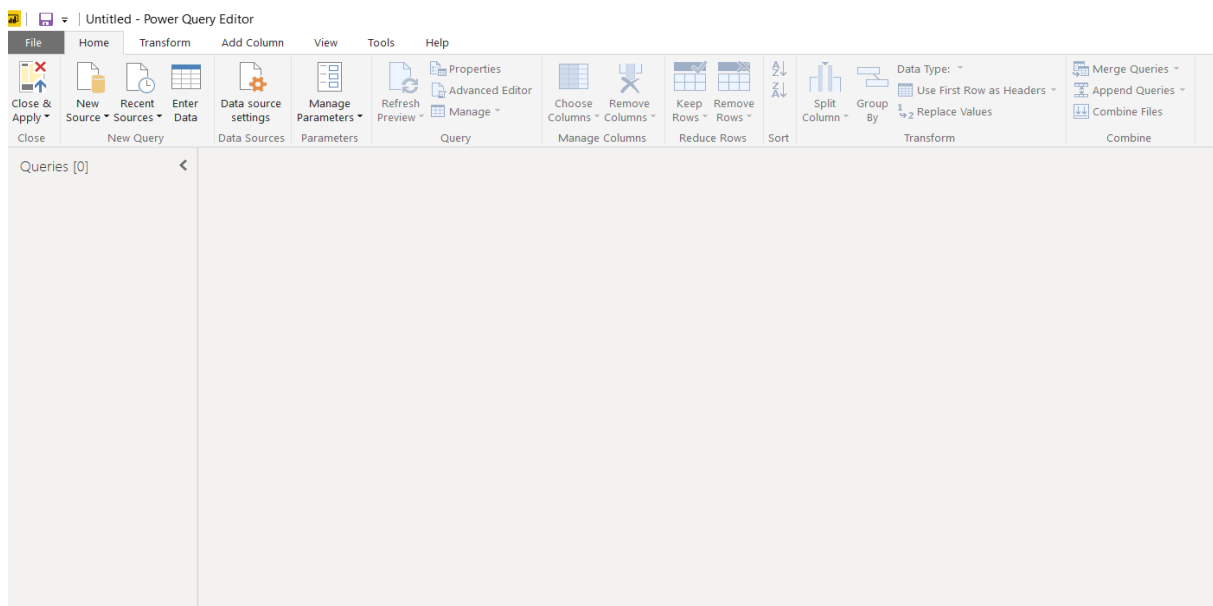 Untitled - Power Query Editor
File Home Transform Add Column View Tools Help
Close & Apply
New Source
Recent Sources
Enter Data
Data source settings
Manage Parameters
Refresh Preview
Properties
Advanced Editor
Manage
Choose Columns
Remove Columns
Keep Rows
Remove Rows
Split Column
Group By
Data Type:
Use First Row as Headers
Replace Values
Merge Queries
Append Queries
Combine Files
Close New Query Data Sources Parameters Query Manage Columns Reduce Rows Sort Transform Combine
Queries [0]